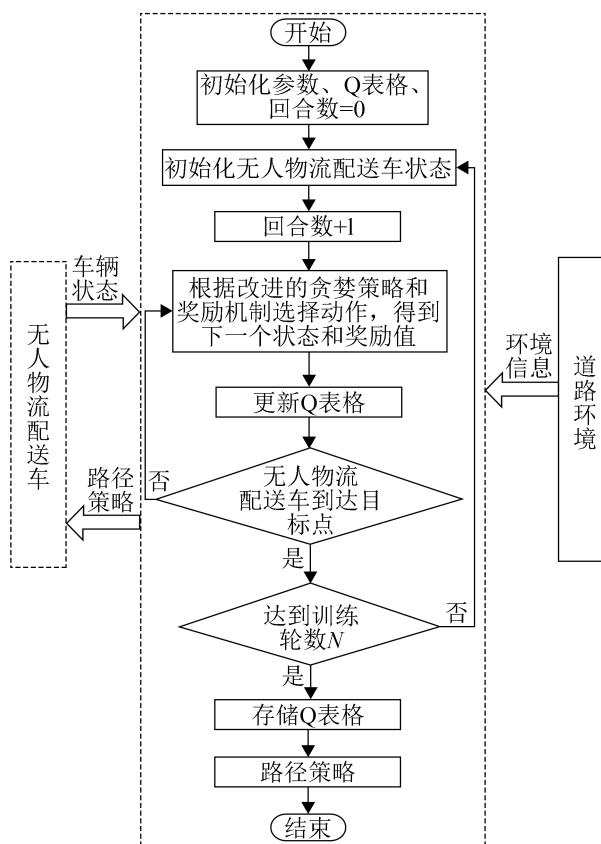 开始
初始化参数、Q表格、
回合数=0
初始化无人物流配送车状态
回合数+1
车辆
状态
根据改进的贪婪策略和
奖励机制选择动作，得到
下一个状态和奖励值
无人物流配送车
环境
信息
道路环境
更新Q表格
路径
策略
否
无人物流
配送车到达目
标点
是
达到训练
轮数N
否
是
存储Q表格
路径策略
结束